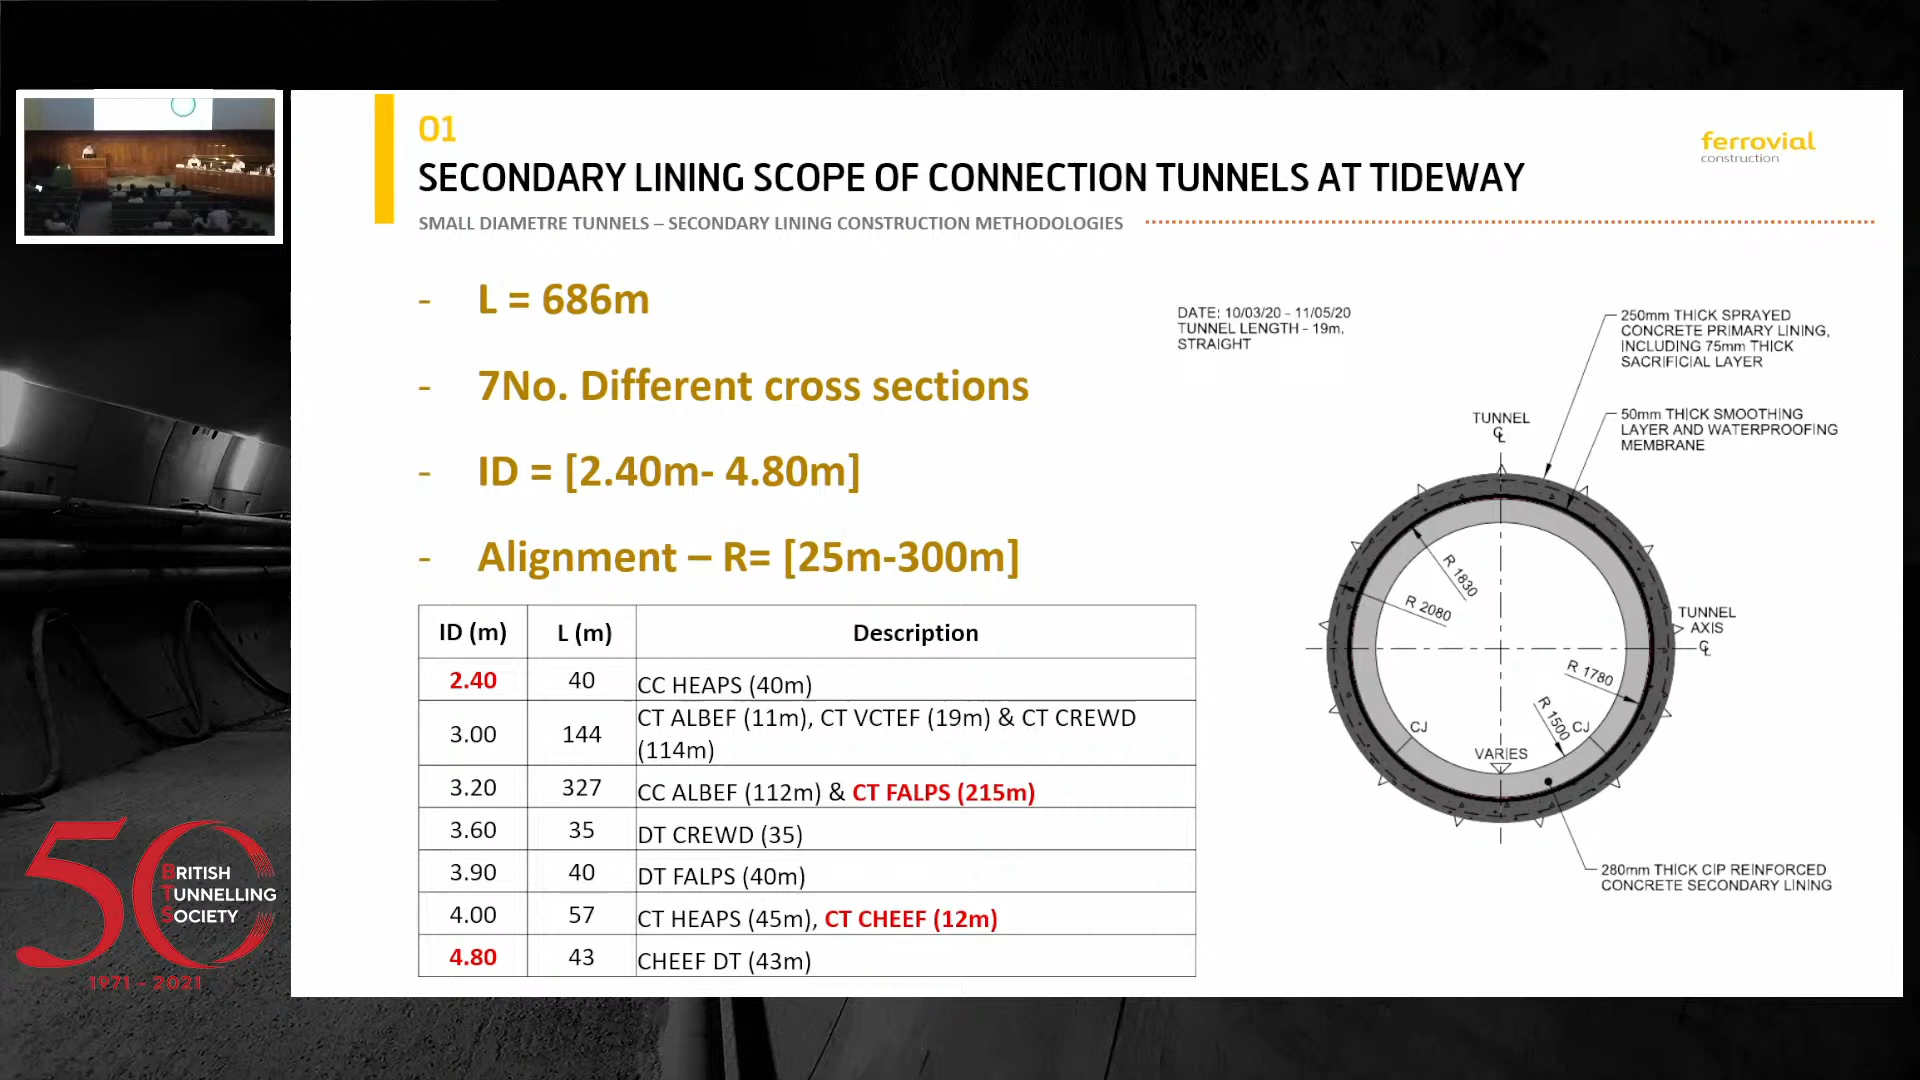 01
SECONDARY LINING SCOPE OF CONNECTION TUNNELS AT TIDEWAY
SMALL DIAMETRE TUNNELS – SECONDARY LINING CONSTRUCTION METHODOLOGIES
ferrovial
construction
- L = 686m
- 7No. Different cross sections
- ID = [2.40m- 4.80m]
- Alignment – R= [25m-300m]
ID (m) L (m) Description
2.40 40 CC HEAPS (40m)
3.00 144 CT ALBEF (11m), CT VCTEF (19m) & CT CREWD
(114m)
3.20 327 CC ALBEF (112m) & CT FALPS (215m)
3.60 35 DT CREWD (35)
3.90 40 DT FALPS (40m)
4.00 57 CT HEAPS (45m), CT CHEEF (12m)
4.80 43 CHEEF DT (43m)
DATE: 10/03/20 - 11/05/20
TUNNEL LENGTH - 19m.
STRAIGHT
250mm THICK SPRAYED
CONCRETE PRIMARY LINING,
INCLUDING 75mm THICK
SACRIFICIAL LAYER
50mm THICK SMOOTHING
LAYER AND WATERPROOFING
MEMBRANE
TUNNEL
CL
R 1830
R 2080
TUNNEL
AXIS
CL
R 1780
R 1500
CJ
CJ
VARIES
280mm THICK CIP REINFORCED
CONCRETE SECONDARY LINING
50
BRITISH
TUNNELLING
SOCIETY
1971 - 2021